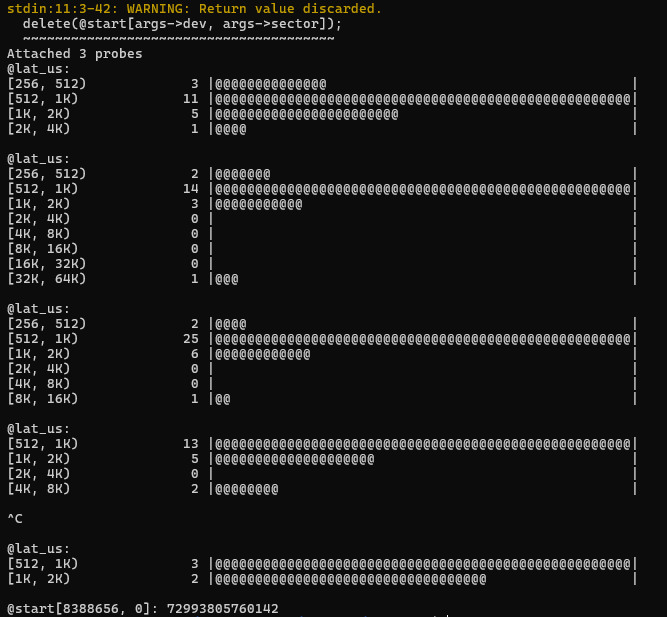 stdin:11:3-42: WARNING: Return value discarded.
  delete(@start[args->dev, args->sector]);
  ~~~~~~~~~~~~~~~~~~~~~~~~~~~~~~~~~~~~~~~
Attached 3 probes
@lat_us:
[256, 512)             3 |@@@@@@@@@@@@@@                                      |
[512, 1K)             11 |@@@@@@@@@@@@@@@@@@@@@@@@@@@@@@@@@@@@@@@@@@@@@@@@@@@@|
[1K, 2K)               5 |@@@@@@@@@@@@@@@@@@@@@@@                             |
[2K, 4K)               1 |@@@@                                                |

@lat_us:
[256, 512)             2 |@@@@@@@                                             |
[512, 1K)             14 |@@@@@@@@@@@@@@@@@@@@@@@@@@@@@@@@@@@@@@@@@@@@@@@@@@@@|
[1K, 2K)               3 |@@@@@@@@@@@                                         |
[2K, 4K)               0 |                                                    |
[4K, 8K)               0 |                                                    |
[8K, 16K)              0 |                                                    |
[16K, 32K)             0 |                                                    |
[32K, 64K)             1 |@@@                                                 |

@lat_us:
[256, 512)             2 |@@@@                                                |
[512, 1K)             25 |@@@@@@@@@@@@@@@@@@@@@@@@@@@@@@@@@@@@@@@@@@@@@@@@@@@@|
[1K, 2K)               6 |@@@@@@@@@@@@                                        |
[2K, 4K)               0 |                                                    |
[4K, 8K)               0 |                                                    |
[8K, 16K)              1 |@@                                                  |

@lat_us:
[512, 1K)             13 |@@@@@@@@@@@@@@@@@@@@@@@@@@@@@@@@@@@@@@@@@@@@@@@@@@@@|
[1K, 2K)               5 |@@@@@@@@@@@@@@@@@@@@                                |
[2K, 4K)               0 |                                                    |
[4K, 8K)               2 |@@@@@@@@                                            |

^C

@lat_us:
[512, 1K)              3 |@@@@@@@@@@@@@@@@@@@@@@@@@@@@@@@@@@@@@@@@@@@@@@@@@@@@|
[1K, 2K)               2 |@@@@@@@@@@@@@@@@@@@@@@@@@@@@@@@@@@                  |

@start[8388656, 0]: 72993805760142